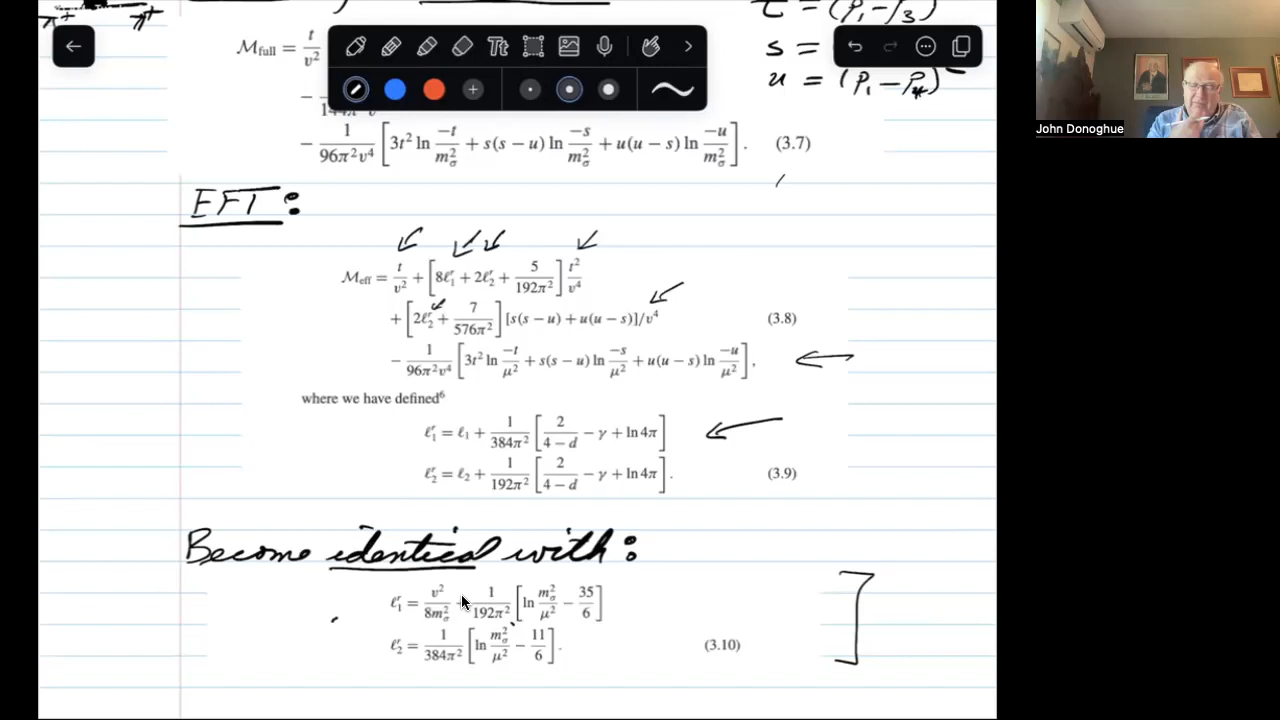 π⁺ π⁺
t = (p₁ -
s =
u = (p₁ - p₄)²
Tt
John Donoghue
M_full = t/v²
-
- 1/(96π²v⁴) [3t² ln (-t/m_σ²) + s(s - u) ln (-s/m_σ²) + u(u - s) ln (-u/m_σ²)]. (3.7)
EFT:
M_eff = t/v² + [8ℓ₁ʳ + 2ℓ₂ʳ + 5/(192π²)] t²/v⁴
+ [2ℓ₂ʳ + 7/(576π²)] [s(s - u) + u(u - s)]/v⁴ (3.8)
- 1/(96π²v⁴) [3t² ln (-t/μ²) + s(s - u) ln (-s/μ²) + u(u - s) ln (-u/μ²)],
where we have defined⁶
ℓ₁ʳ = ℓ₁ + 1/(384π²) [2/(4 - d) - γ + ln 4π]
ℓ₂ʳ = ℓ₂ + 1/(192π²) [2/(4 - d) - γ + ln 4π]. (3.9)
Become identical with:
ℓ₁ʳ = v²/(8m_σ²) 1/(192π²) [ln (m_σ²/μ²) - 35/6]
ℓ₂ʳ = 1/(384π²) [ln (m_σ²/μ²) - 11/6]. (3.10)